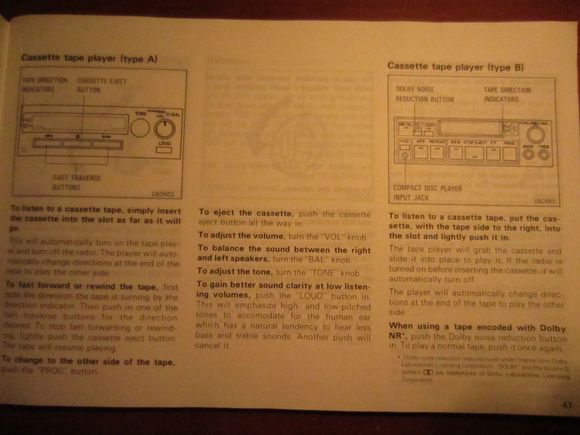 Cassette tape player (type A)
TAPE DIRECTION
INDICATORS
CASSETTE EJECT
BUTTON
TONE
BAL
LOUD
FAST TRAVERSE
BUTTONS
To listen to a cassette tape, simply insert
the cassette into the slot as far as it will
go.
This will automatically turn on the tape play-
er and turn off the radio. The player will auto-
matically change directions at the end of the
tape to play the other side.
To fast forward or rewind the tape, first
note the direction the tape is turning by the
direction indicator. Then push in one of the
fast traverse buttons for the direction
desired. To stop fast forwarding or rewind-
ing, lightly push the cassette eject button.
The tape will resume playing.
To change to the other side of the tape,
push the "PROG" button.
To eject the cassette, push the cassette
eject button all the way in.
To adjust the volume, turn the "VOL" knob.
To balance the sound between the right
and left speakers, turn the "BAL" knob.
To adjust the tone, turn the "TONE" knob.
To gain better sound clarity at low listen-
ing volumes, push the "LOUD" button in.
This will emphasize high- and low-pitched
tones to accomodate for the human ear
which has a natural tendency to hear less
bass and treble sounds. Another push will
cancel it.
Cassette tape player (type B)
DOLBY NOISE
REDUCTION BUTTON
TAPE DIRECTION
INDICATORS
METAL
APS REPEAT REW STOP·EJECT FF PROG
BASS TREB
COMPACT DISC PLAYER
INPUT JACK
To listen to a cassette tape, put the cas-
sette, with the tape side to the right, into
the slot and lightly push it in.
The tape player will grab the cassette and
slide it into place to play it. If the radio is
turned on before inserting the cassette, it will
automatically turn off.
The player will automatically change direc-
tions at the end of the tape to play the other
side.
When using a tape encoded with Dolby
NR*, push the Dolby noise reduction button
in. To play a normal tape, push it once again.
* Dolby noise reduction manufactured under license from Dolby
Laboratories Licensing Corporation. "DOLBY" and the double-D
symbol are trademarks of Dolby Laboratories Licensing
Corporation.
41